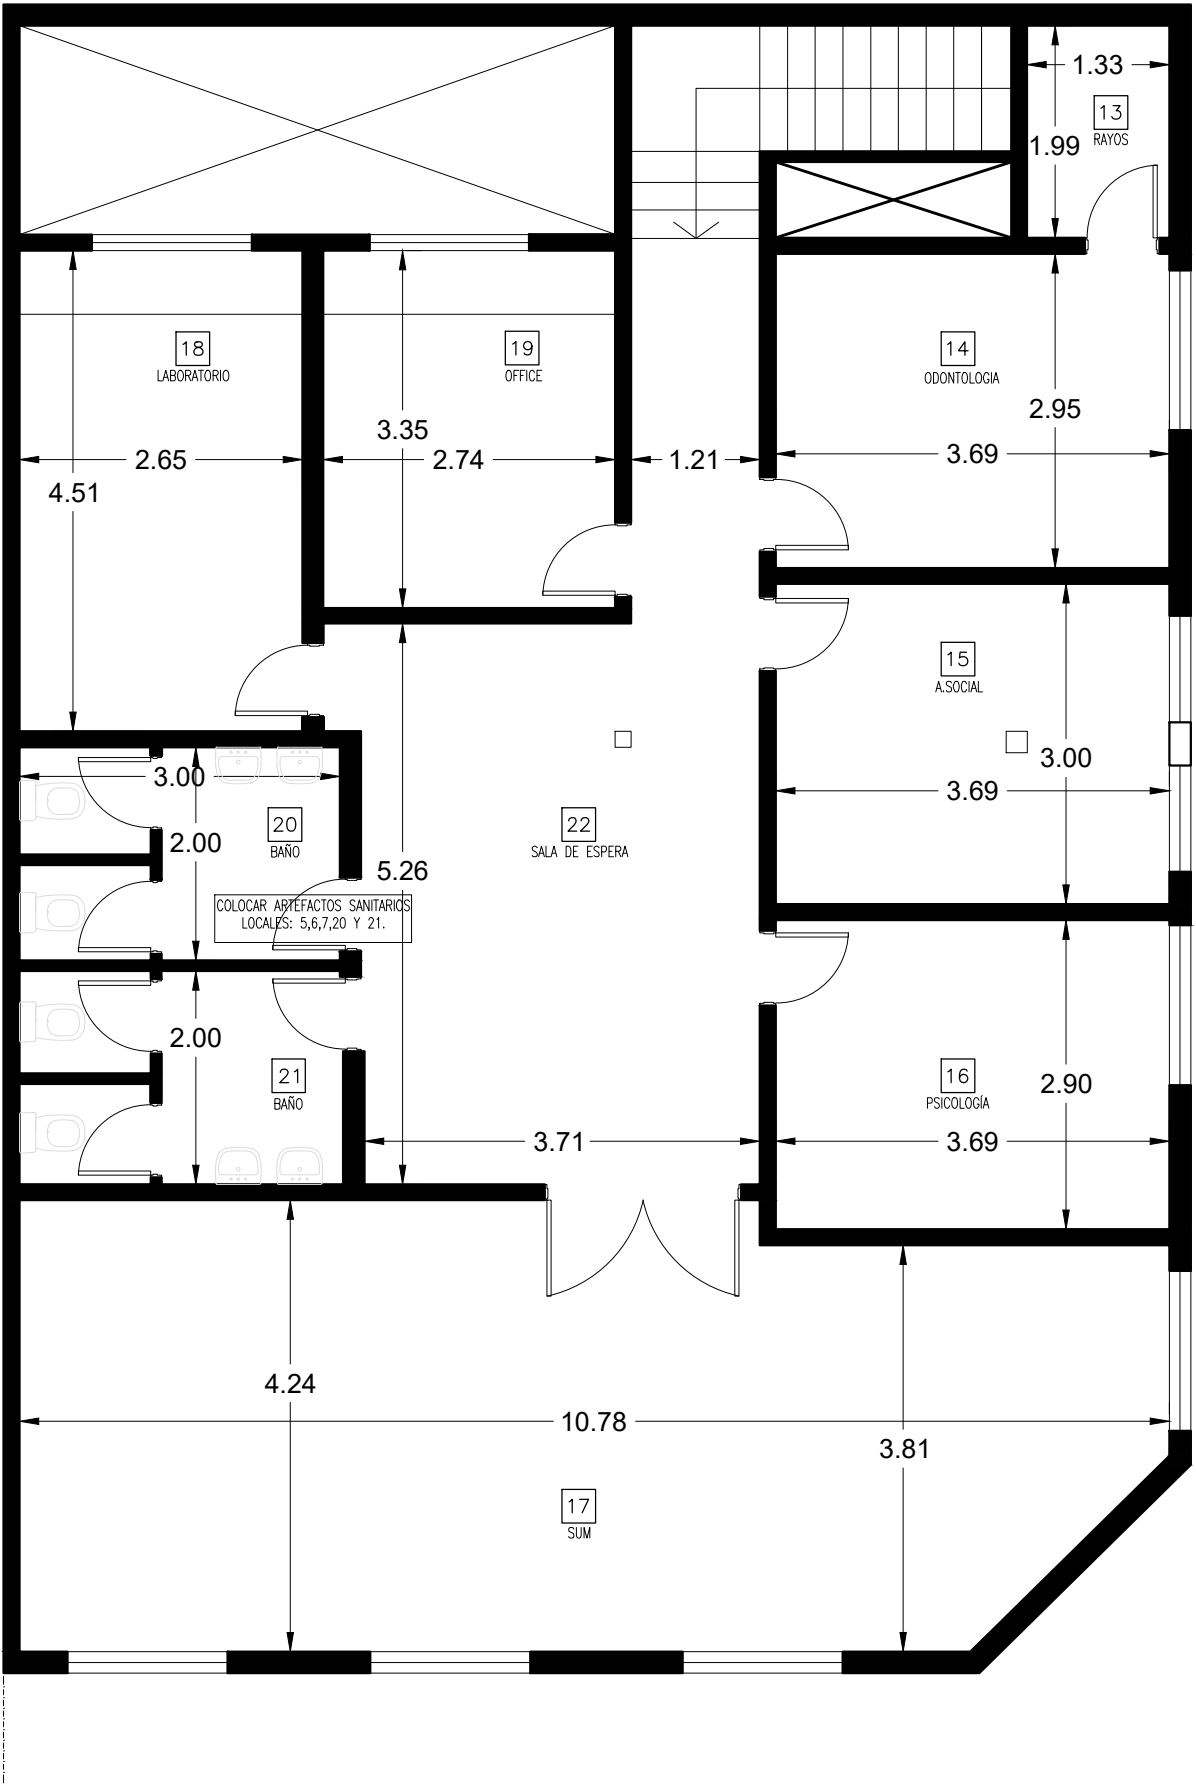 1.33
13
RAYOS
1.99
18
LABORATORIO
19
OFFICE
14
ODONTOLOGIA
2.95
3.35
2.65
2.74
1.21
3.69
4.51
15
A.SOCIAL
3.00
3.00
3.69
20
BAÑO
2.00
22
SALA DE ESPERA
5.26
COLOCAR ARTEFACTOS SANITARIOS
LOCALES: 5,6,7,20 Y 21.
2.00
21
BAÑO
16
PSICOLOGÍA
2.90
3.71
3.69
4.24
10.78
3.81
17
SUM